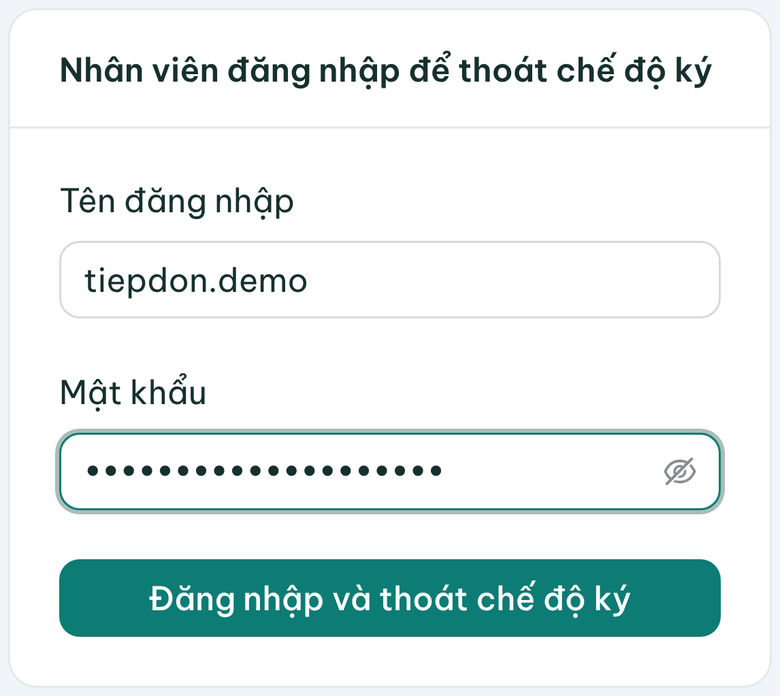 Nhân viên đăng nhập để thoát chế độ ký
Tên đăng nhập
tiepdon.demo
Mật khẩu
••••••••••••••••••••
Đăng nhập và thoát chế độ ký